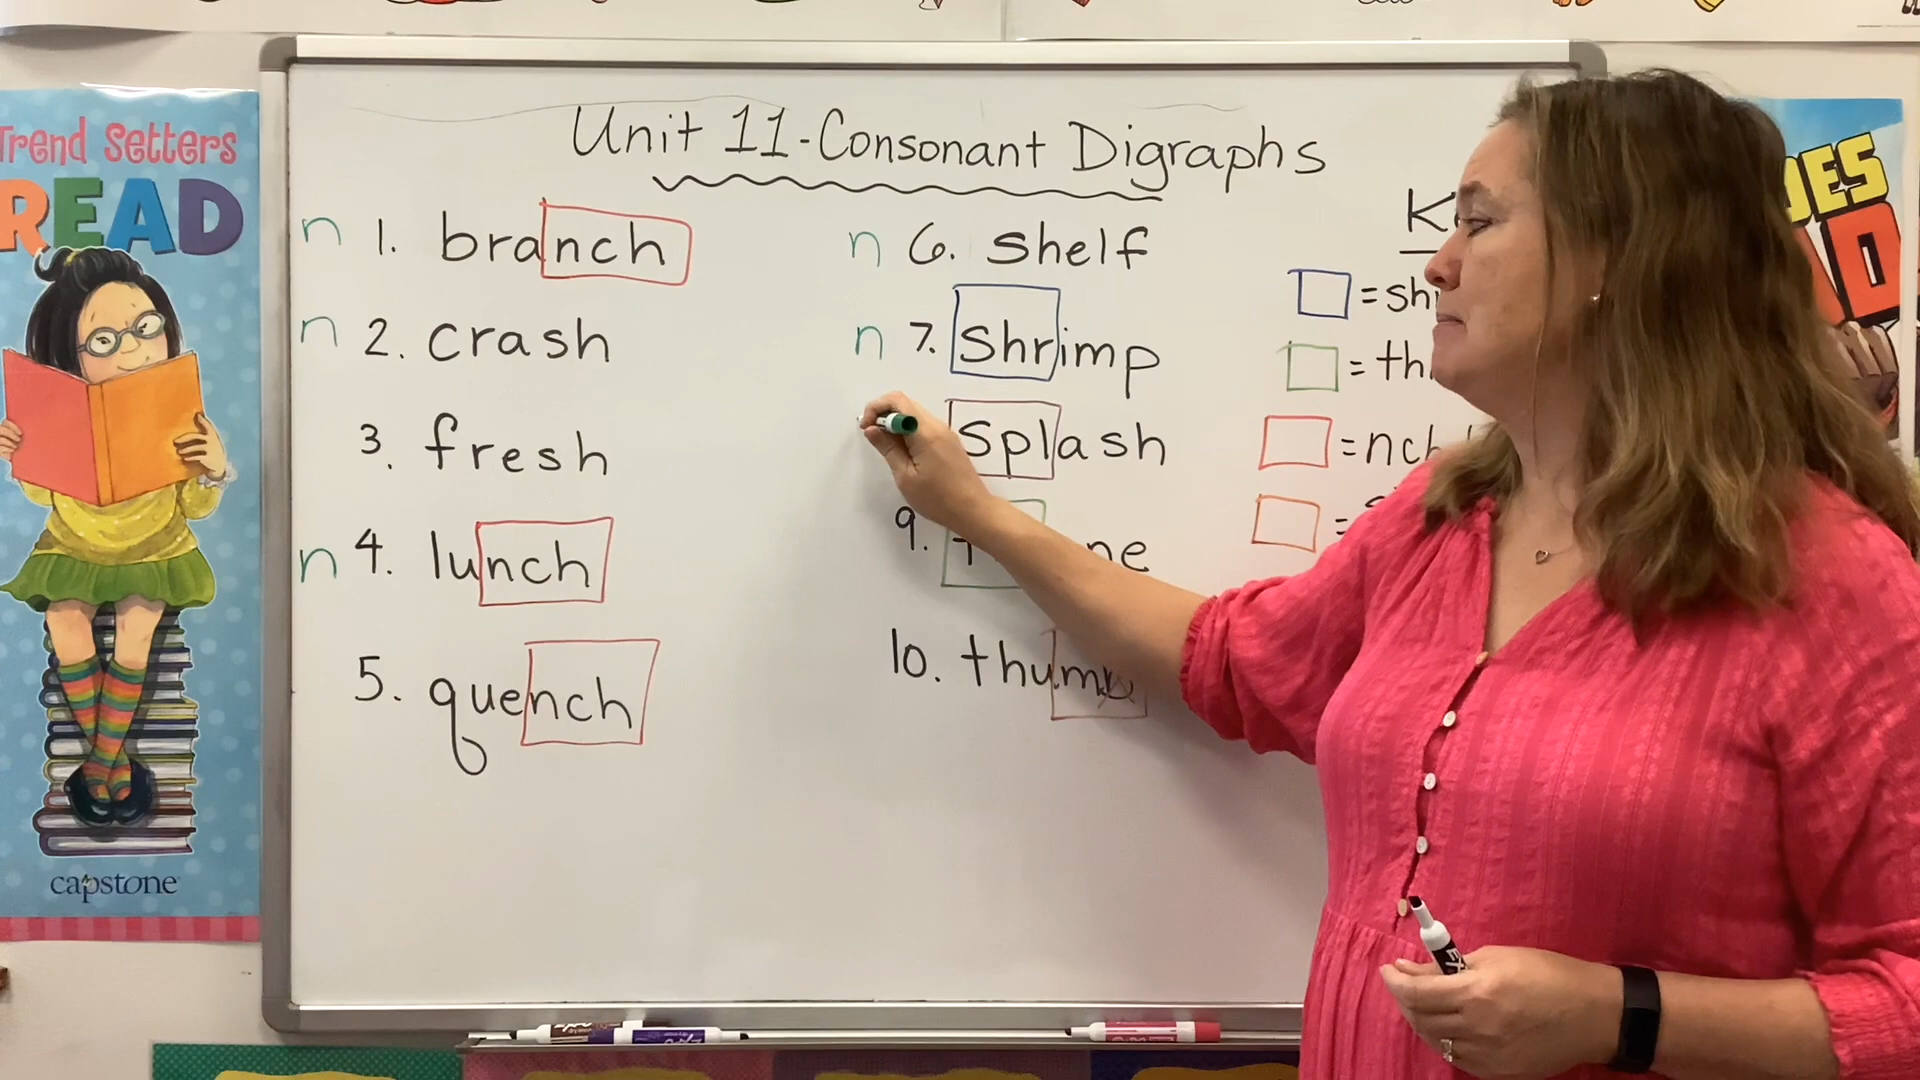 Trend Setters
READ
capstone
Unit 11-Consonant Digraphs
n 1. branch
n 2. crash
3. fresh
n 4. lunch
5. quench
n 6. shelf
n 7. shrimp
splash
9.
10. thumb
= sh
= th
= nch
=